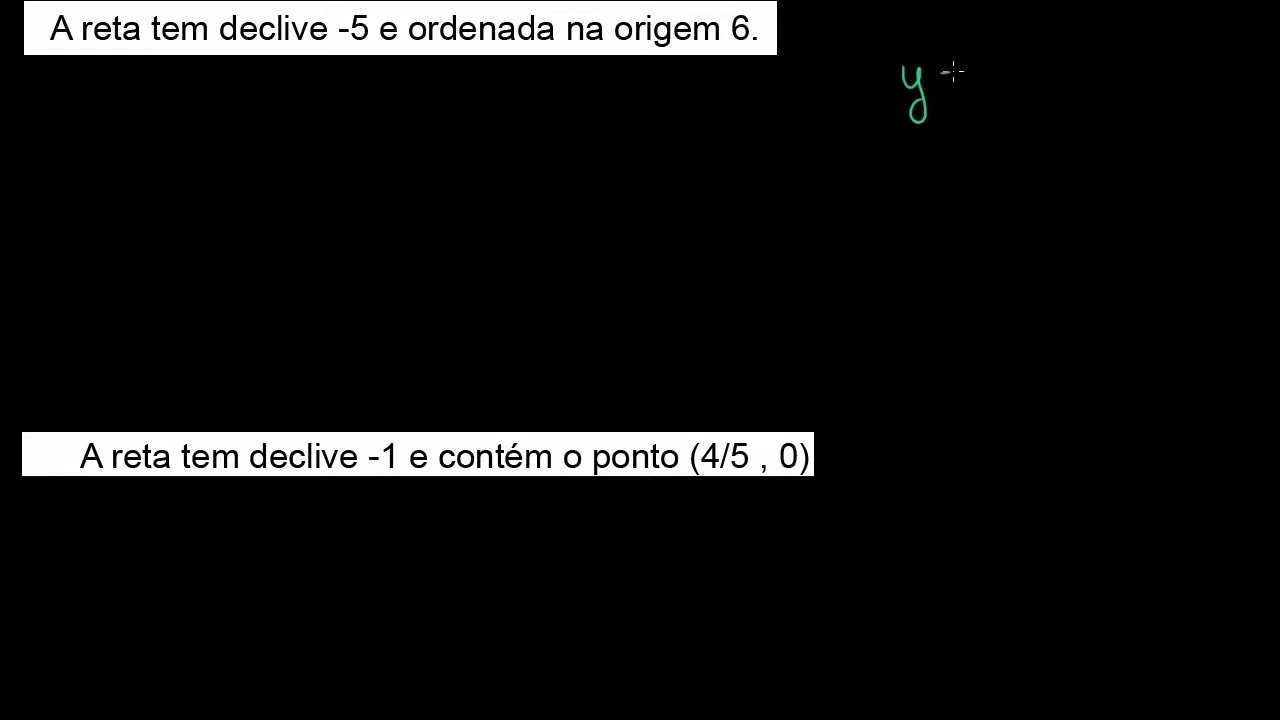 A reta tem declive -5 e ordenada na origem 6.
y -
A reta tem declive -1 e contém o ponto (4/5 , 0)